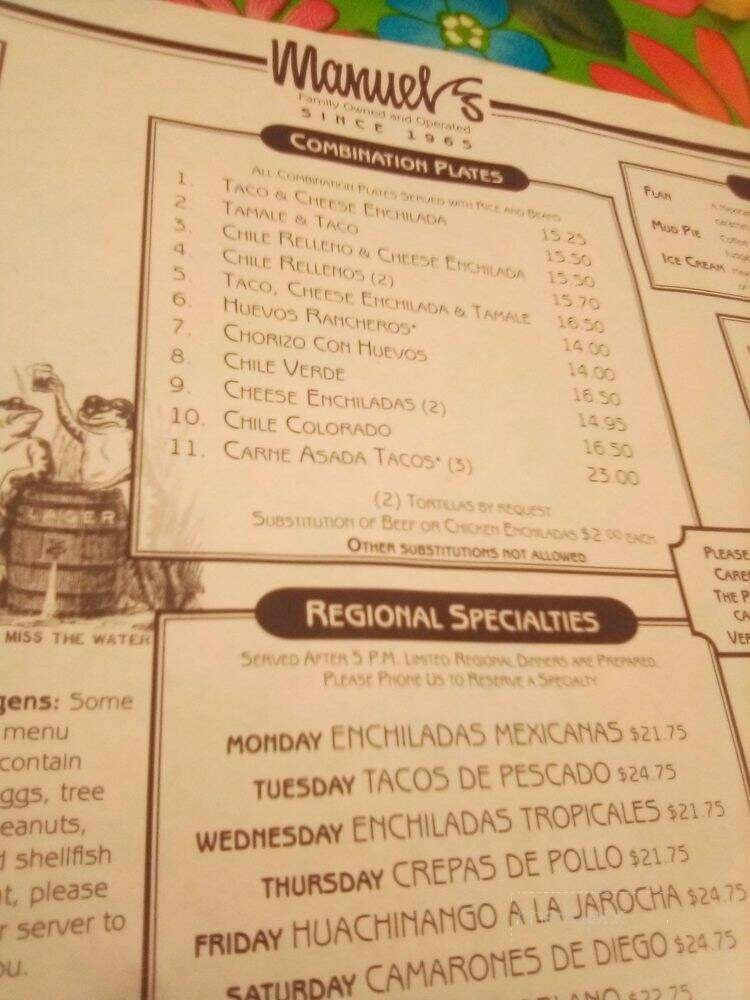 Manuel's
Family Owned and Operated
SINCE 1965
COMBINATION PLATES
ALL COMBINATION PLATES SERVED WITH RICE AND BEANS
1. TACO & CHEESE ENCHILADA 15.25
2. TAMALE & TACO 15.50
3. CHILE RELLENO & CHEESE ENCHILADA 15.50
4. CHILE RELLENOS (2) 15.70
5. TACO, CHEESE ENCHILADA & TAMALE 16.50
6. HUEVOS RANCHEROS* 14.00
7. CHORIZO CON HUEVOS 14.00
8. CHILE VERDE 16.50
9. CHEESE ENCHILADAS (2) 14.95
10. CHILE COLORADO 16.50
11. CARNE ASADA TACOS* (3) 23.00
(2) TORTILLAS BY REQUEST
SUBSTITUTION OF BEEF OR CHICKEN ENCHILADAS $2.00 EACH
OTHER SUBSTITUTIONS NOT ALLOWED
FLAN
MUD PIE
ICE CREAM
LAGER
MISS THE WATER
PLEASE
THE P
REGIONAL SPECIALTIES
SERVED AFTER 5 P.M. LIMITED REGIONAL DINNERS ARE PREPARED.
PLEASE PHONE US TO RESERVE A SPECIALTY
MONDAY ENCHILADAS MEXICANAS $21.75
TUESDAY TACOS DE PESCADO $24.75
WEDNESDAY ENCHILADAS TROPICALES $21.75
THURSDAY CREPAS DE POLLO $21.75
FRIDAY HUACHINANGO A LA JAROCHA $24.75
SATURDAY CAMARONES DE DIEGO $24.75
$22.75
gens: Some
menu
contain
ggs, tree
eanuts,
d shellfish
t, please
r server to
ou.